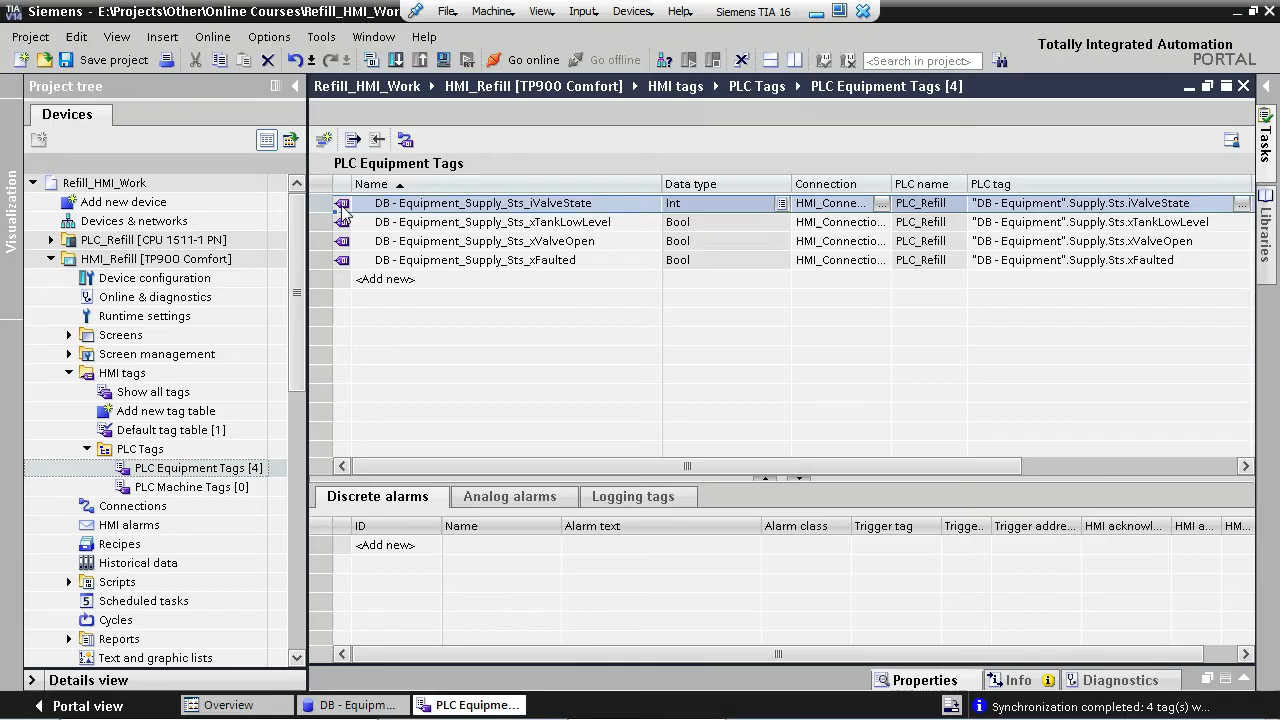 TIA
V14
Siemens - E:\Projects\Other\Online Courses\Refill_HMI_Wo
File, Machine, View, Input, Devices, Help, Siemens TIA 16
Project Edit View Insert Online Options Tools Window Help
Save project Go online Go offline <Search in project>
Totally Integrated Automation
PORTAL
Project tree
Refill_HMI_Work HMI_Refill [TP900 Comfort] HMI tags PLC Tags PLC Equipment Tags [4]
Devices
PLC Equipment Tags
Name Data type Connection PLC name PLC tag
DB - Equipment_Supply_Sts_iValveState Int HMI_Conne... ... PLC_Refill "DB - Equipment".Supply.Sts.iValveState ...
DB - Equipment_Supply_Sts_xTankLowLevel Bool HMI_Connectio... PLC_Refill "DB - Equipment".Supply.Sts.xTankLowLevel
DB - Equipment_Supply_Sts_xValveOpen Bool HMI_Connectio... PLC_Refill "DB - Equipment".Supply.Sts.xValveOpen
DB - Equipment_Supply_Sts_xFaulted Bool HMI_Connectio... PLC_Refill "DB - Equipment".Supply.Sts.xFaulted
<Add new>
Refill_HMI_Work
Add new device
Devices & networks
PLC_Refill [CPU 1511-1 PN]
HMI_Refill [TP900 Comfort]
Device configuration
Online & diagnostics
Runtime settings
Screens
Screen management
HMI tags
Show all tags
Add new tag table
Default tag table [1]
PLC Tags
PLC Equipment Tags [4]
PLC Machine Tags [0]
Connections
HMI alarms
Recipes
Historical data
Scripts
Scheduled tasks
Cycles
Reports
Text and graphic lists
Discrete alarms Analog alarms Logging tags
ID Name Alarm text Alarm class Trigger tag Trigge.. Trigger addre... HMI acknowl... HMI a... HM...
<Add new>
Visualization
Tasks
Libraries
Details view
Properties Info Diagnostics
Portal view Overview DB - Equipm... PLC Equipme... Synchronization completed: 4 tag(s) w...